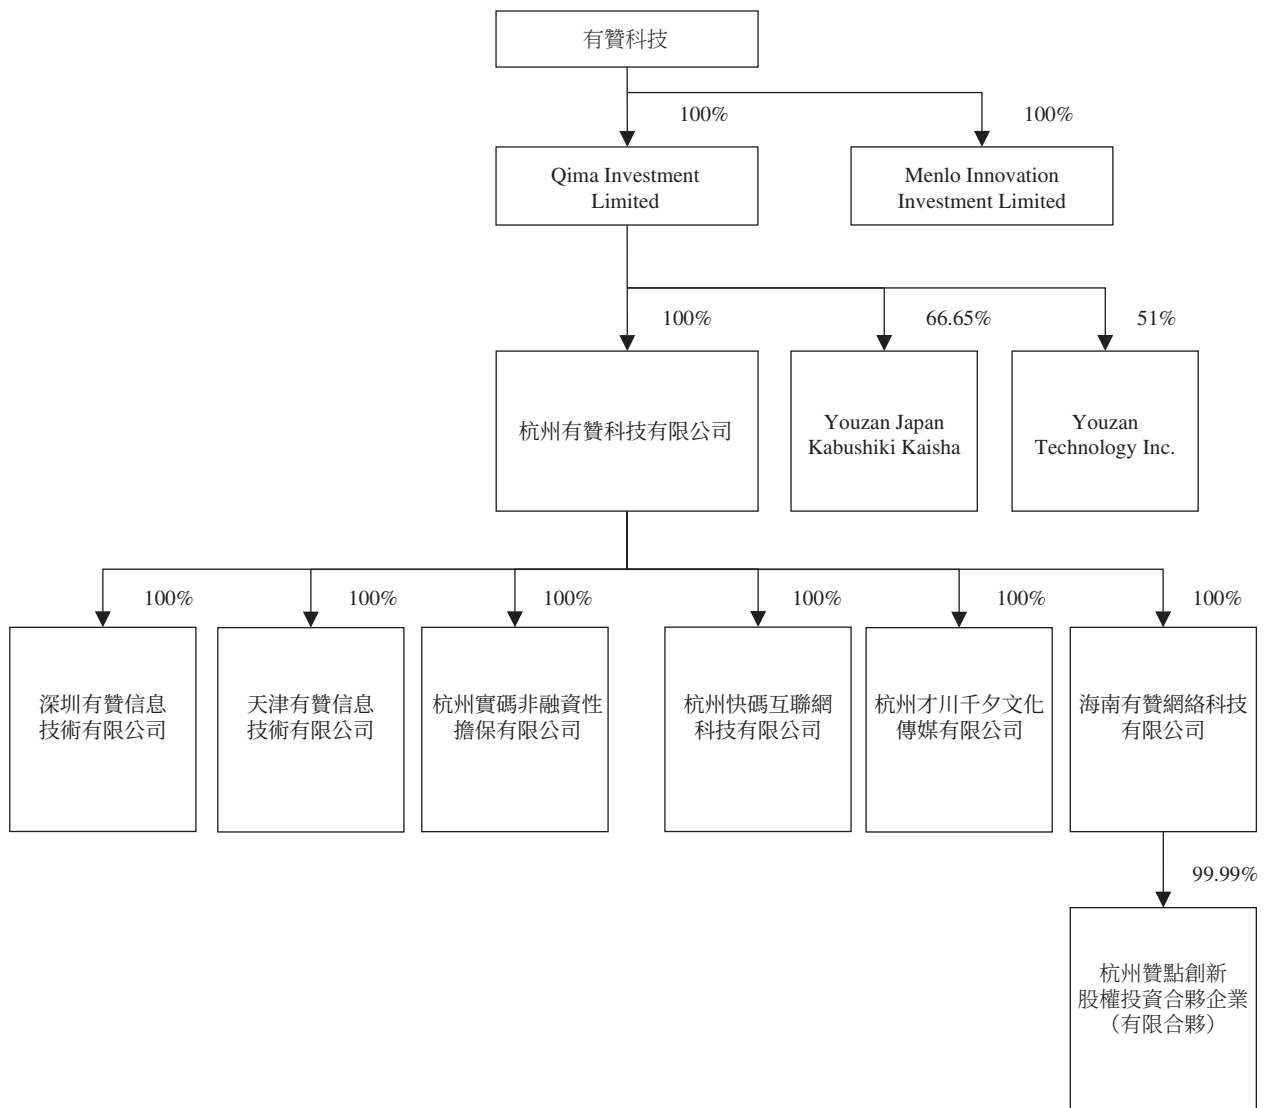 有贊科技
100%
100%
Qima Investment
Limited
Menlo Innovation
Investment Limited
100%
66.65%
51%
杭州有贊科技有限公司
Youzan Japan
Kabushiki Kaisha
Youzan
Technology Inc.
100%
100%
100%
100%
100%
100%
深圳有贊信息
技術有限公司
天津有贊信息
技術有限公司
杭州實碼非融資性
擔保有限公司
杭州快碼互聯網
科技有限公司
杭州才川千夕文化
傳媒有限公司
海南有贊網絡科技
有限公司
99.99%
杭州贊點創新
股權投資合夥企業
（有限合夥）